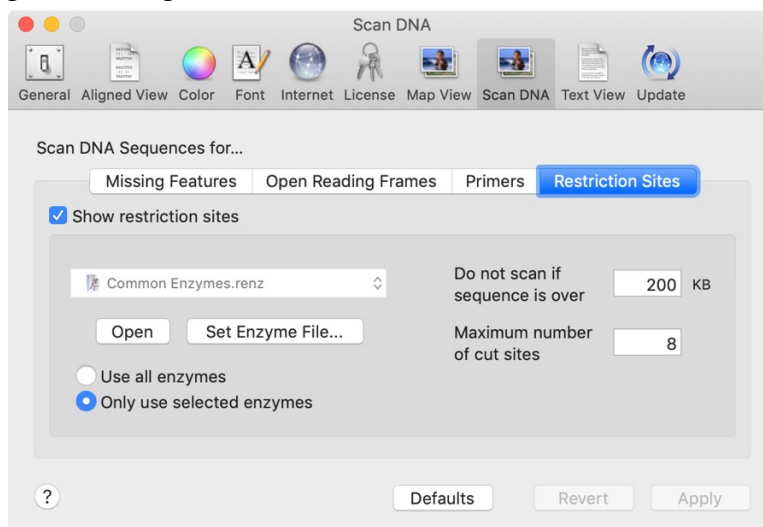 Scan DNA
General Aligned View Color Font Internet License Map View Scan DNA Text View Update
Scan DNA Sequences for...
Missing Features Open Reading Frames Primers Restriction Sites
Show restriction sites
Common Enzymes.renz
Do not scan if
sequence is over
200 KB
Open Set Enzyme File...
Maximum number
of cut sites
8
Use all enzymes
Only use selected enzymes
? Defaults Revert Apply